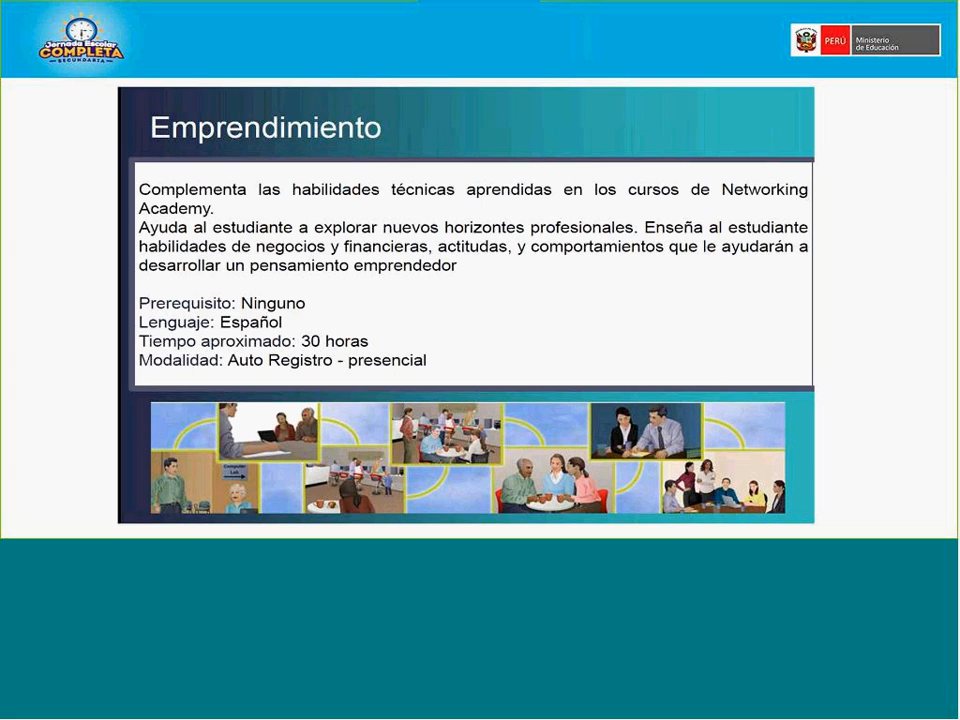 Jornada Escolar
COMPLETA
SECUNDARIA
PERÚ
Ministerio
de Educación
Emprendimiento
Complementa las habilidades técnicas aprendidas en los cursos de Networking
Academy.
Ayuda al estudiante a explorar nuevos horizontes profesionales. Enseña al estudiante
habilidades de negocios y financieras, actitudas, y comportamientos que le ayudarán a
desarrollar un pensamiento emprendedor
Prerequisito: Ninguno
Lenguaje: Español
Tiempo aproximado: 30 horas
Modalidad: Auto Registro - presencial
Computer
Lab